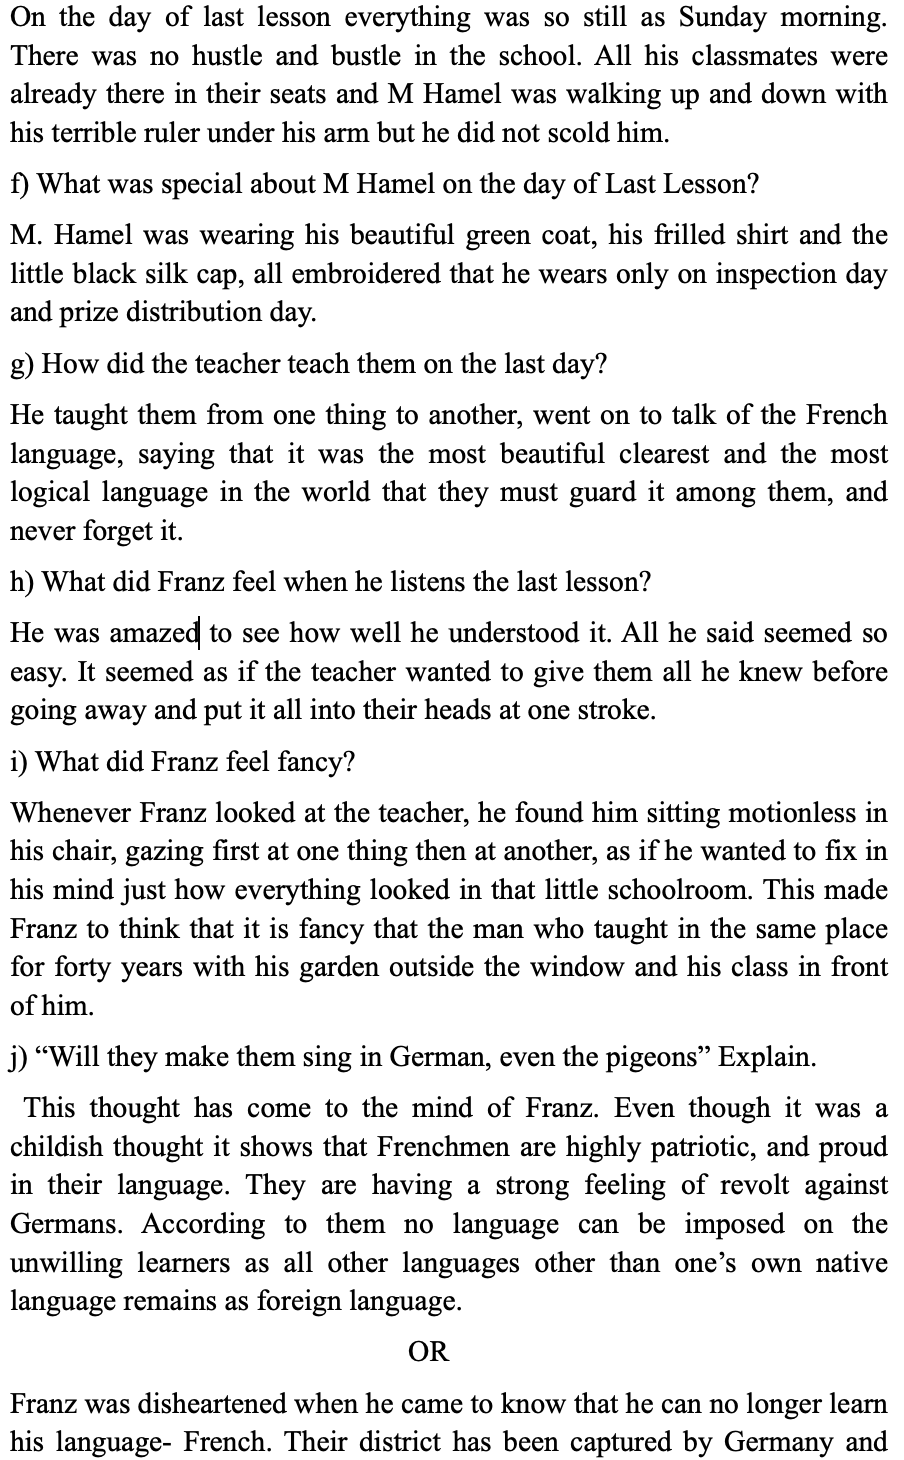 On the day of last lesson everything was so still as Sunday morning.
There was no hustle and bustle in the school. All his classmates were
already there in their seats and M Hamel was walking up and down with
his terrible ruler under his arm but he did not scold him.
f) What was special about M Hamel on the day of Last Lesson?
M. Hamel was wearing his beautiful green coat, his frilled shirt and the
little black silk cap, all embroidered that he wears only on inspection day
and prize distribution day.
g) How did the teacher teach them on the last day?
He taught them from one thing to another, went on to talk of the French
language, saying that it was the most beautiful clearest and the most
logical language in the world that they must guard it among them, and
never forget it.
h) What did Franz feel when he listens the last lesson?
He was amazed to see how well he understood it. All he said seemed so
easy. It seemed as if the teacher wanted to give them all he knew before
going away and put it all into their heads at one stroke.
i) What did Franz feel fancy?
Whenever Franz looked at the teacher, he found him sitting motionless in
his chair, gazing first at one thing then at another, as if he wanted to fix in
his mind just how everything looked in that little schoolroom. This made
Franz to think that it is fancy that the man who taught in the same place
for forty years with his garden outside the window and his class in front
of him.
j) “Will they make them sing in German, even the pigeons” Explain.
This thought has come to the mind of Franz. Even though it was a
childish thought it shows that Frenchmen are highly patriotic, and proud
in their language. They are having a strong feeling of revolt against
Germans. According to them no language can be imposed on the
unwilling learners as all other languages other than one’s own native
language remains as foreign language.
OR
Franz was disheartened when he came to know that he can no longer learn
his language- French. Their district has been captured by Germany and